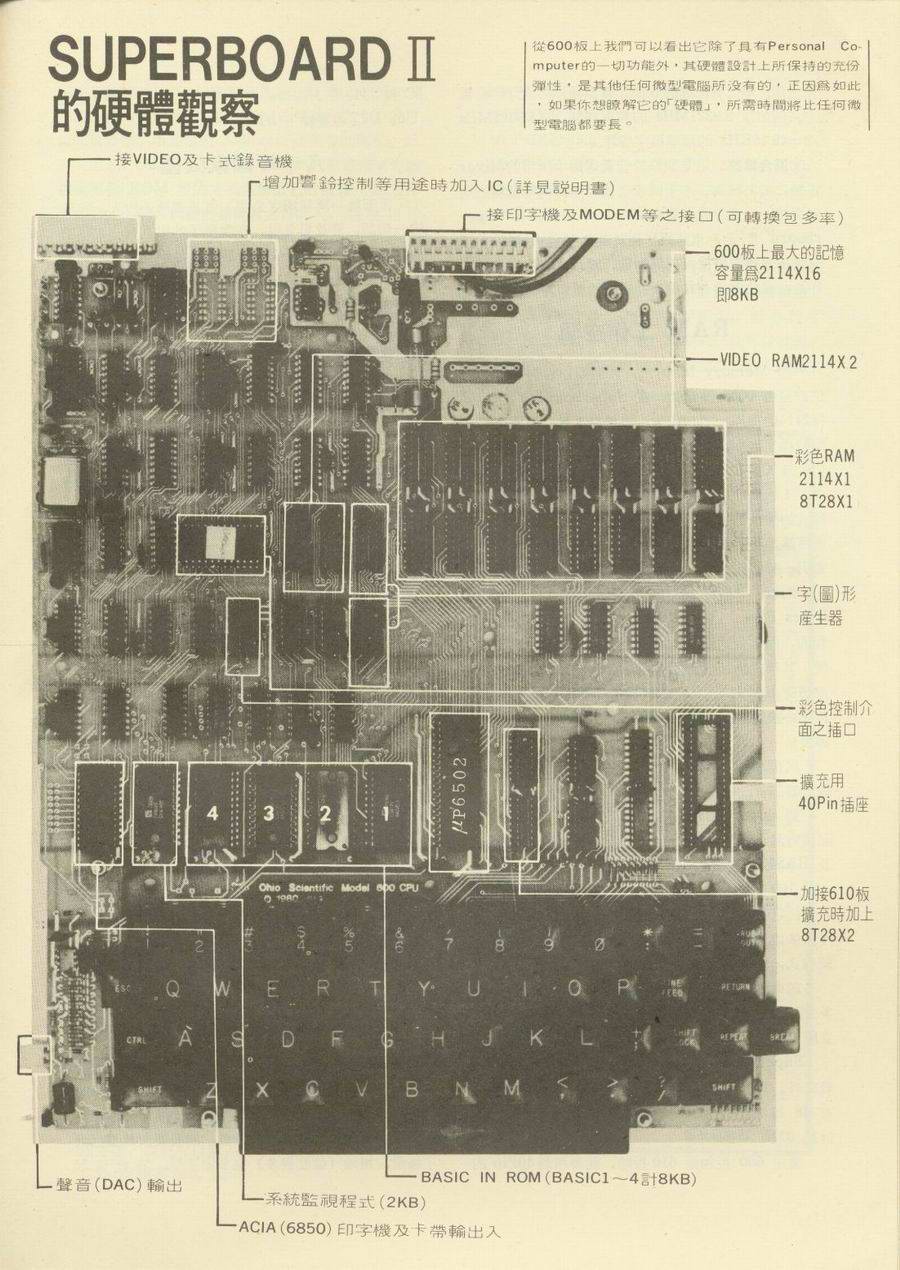 SUPERBOARD Ⅱ
的硬體觀察
從600板上我們可以看出它除了具有Personal Co-
mputer的一切功能外，其硬體設計上所保持的充份
彈性，是其他任何微型電腦所没有的，正因爲如此
，如果你想瞭解它的「硬體」，所需時間將比任何微
型電腦都要長。
接VIDEO及卡式錄音機
增加響鈴控制等用途時加入IC(詳見説明書)
接印字機及MODEM等之接口(可轉換包多率)
600板上最大的記憶
容量爲2114X16
即8KB
VIDEO RAM2114X2
彩色RAM
2114X1
8T28X1
字(圖)形
産生器
彩色控制介
面之插口
擴充用
40Pin插座
加接610板
擴充時加上
8T28X2
4 3 2 1
μP6502
Ohio Scientific Model 600 CPU
© 1980
! " # $ % & ' ( ) * =
1 2 3 4 5 6 7 8 9 0 : -
ESC Q W E R T Y U I O P LINE FEED RETURN
CTRL A S D F G H J K L + ; SHIFT LOCK REPEAT BREAK
SHIFT Z X C V B N M < > ? / SHIFT
聲音(DAC)輸出
BASIC IN ROM(BASIC1～4計8KB)
系統監視程式(2KB)
ACIA(6850)印字機及卡帶輸出入